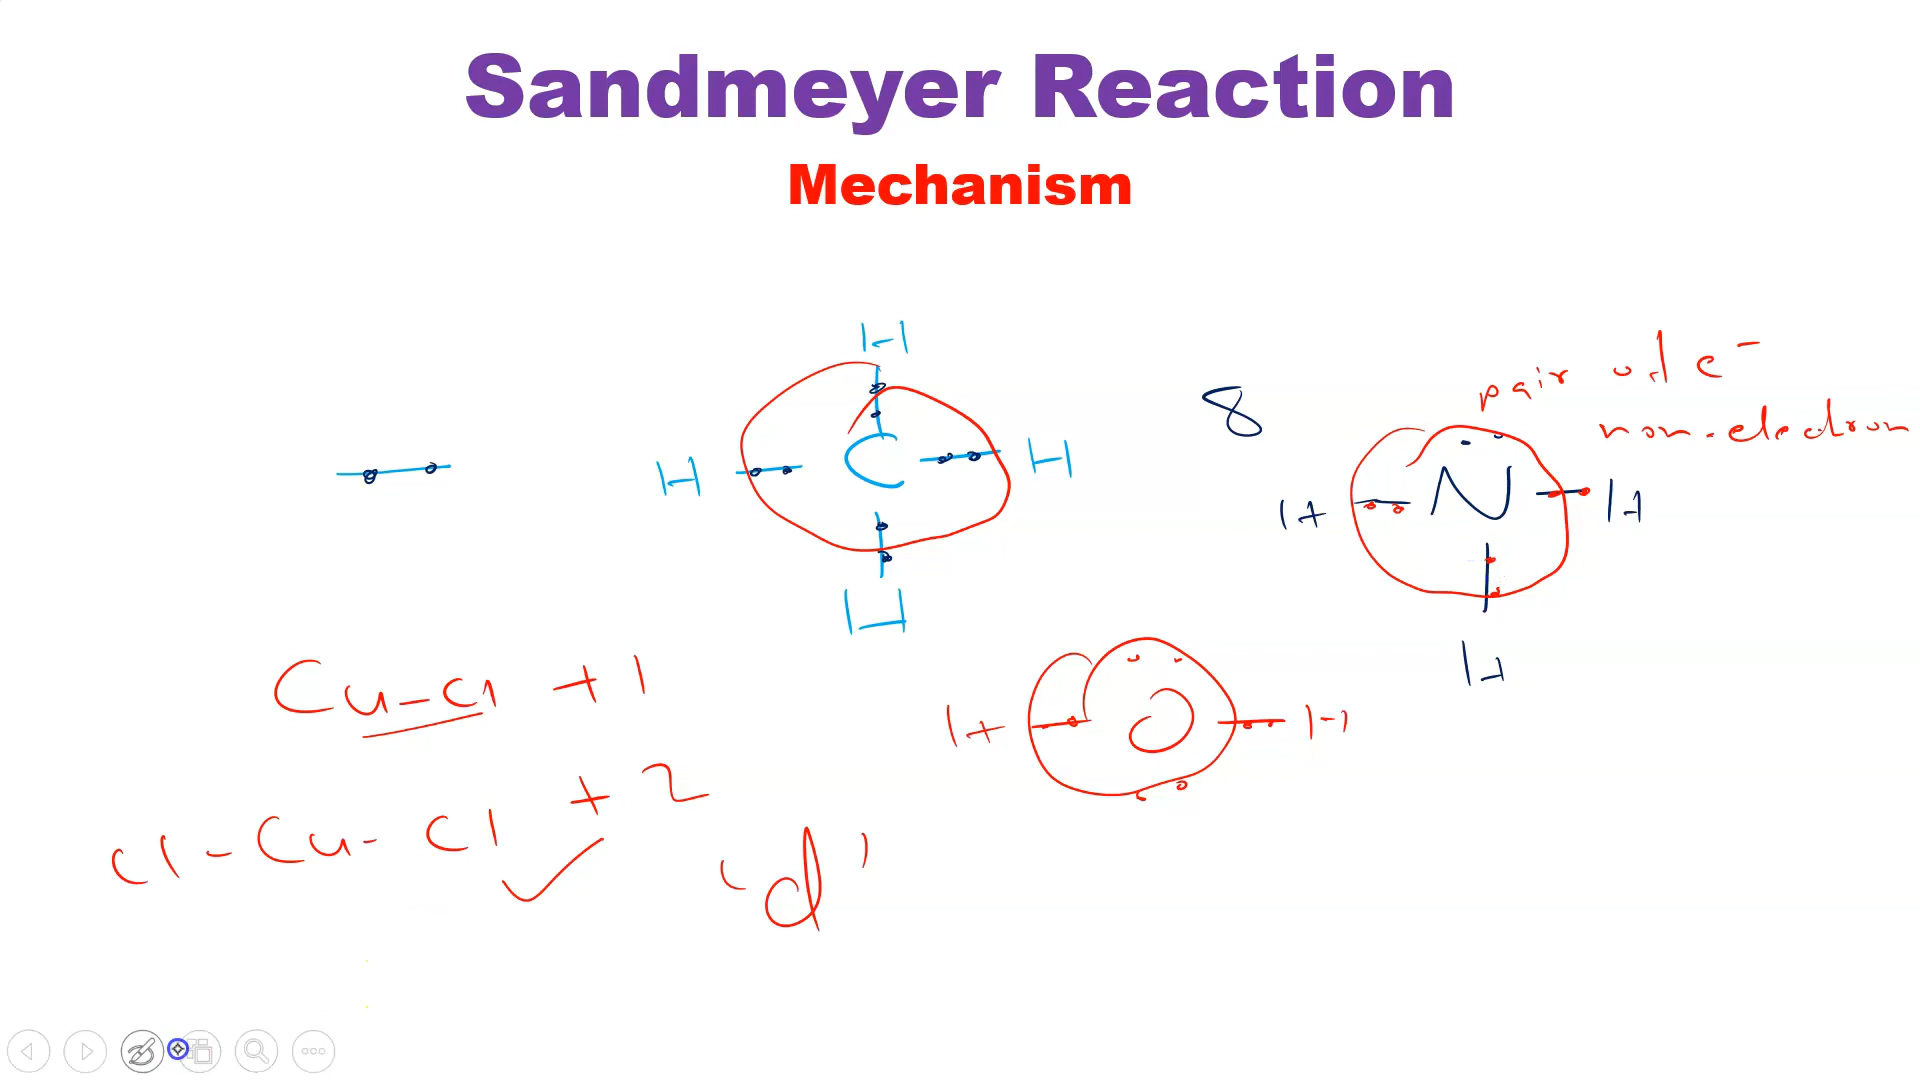 Sandmeyer Reaction
Mechanism
H
H C H
H
8
pair of e⁻
non-electron
H N H
H
H O H
Cu-Cl +1
Cl-Cu-Cl +2
'd'